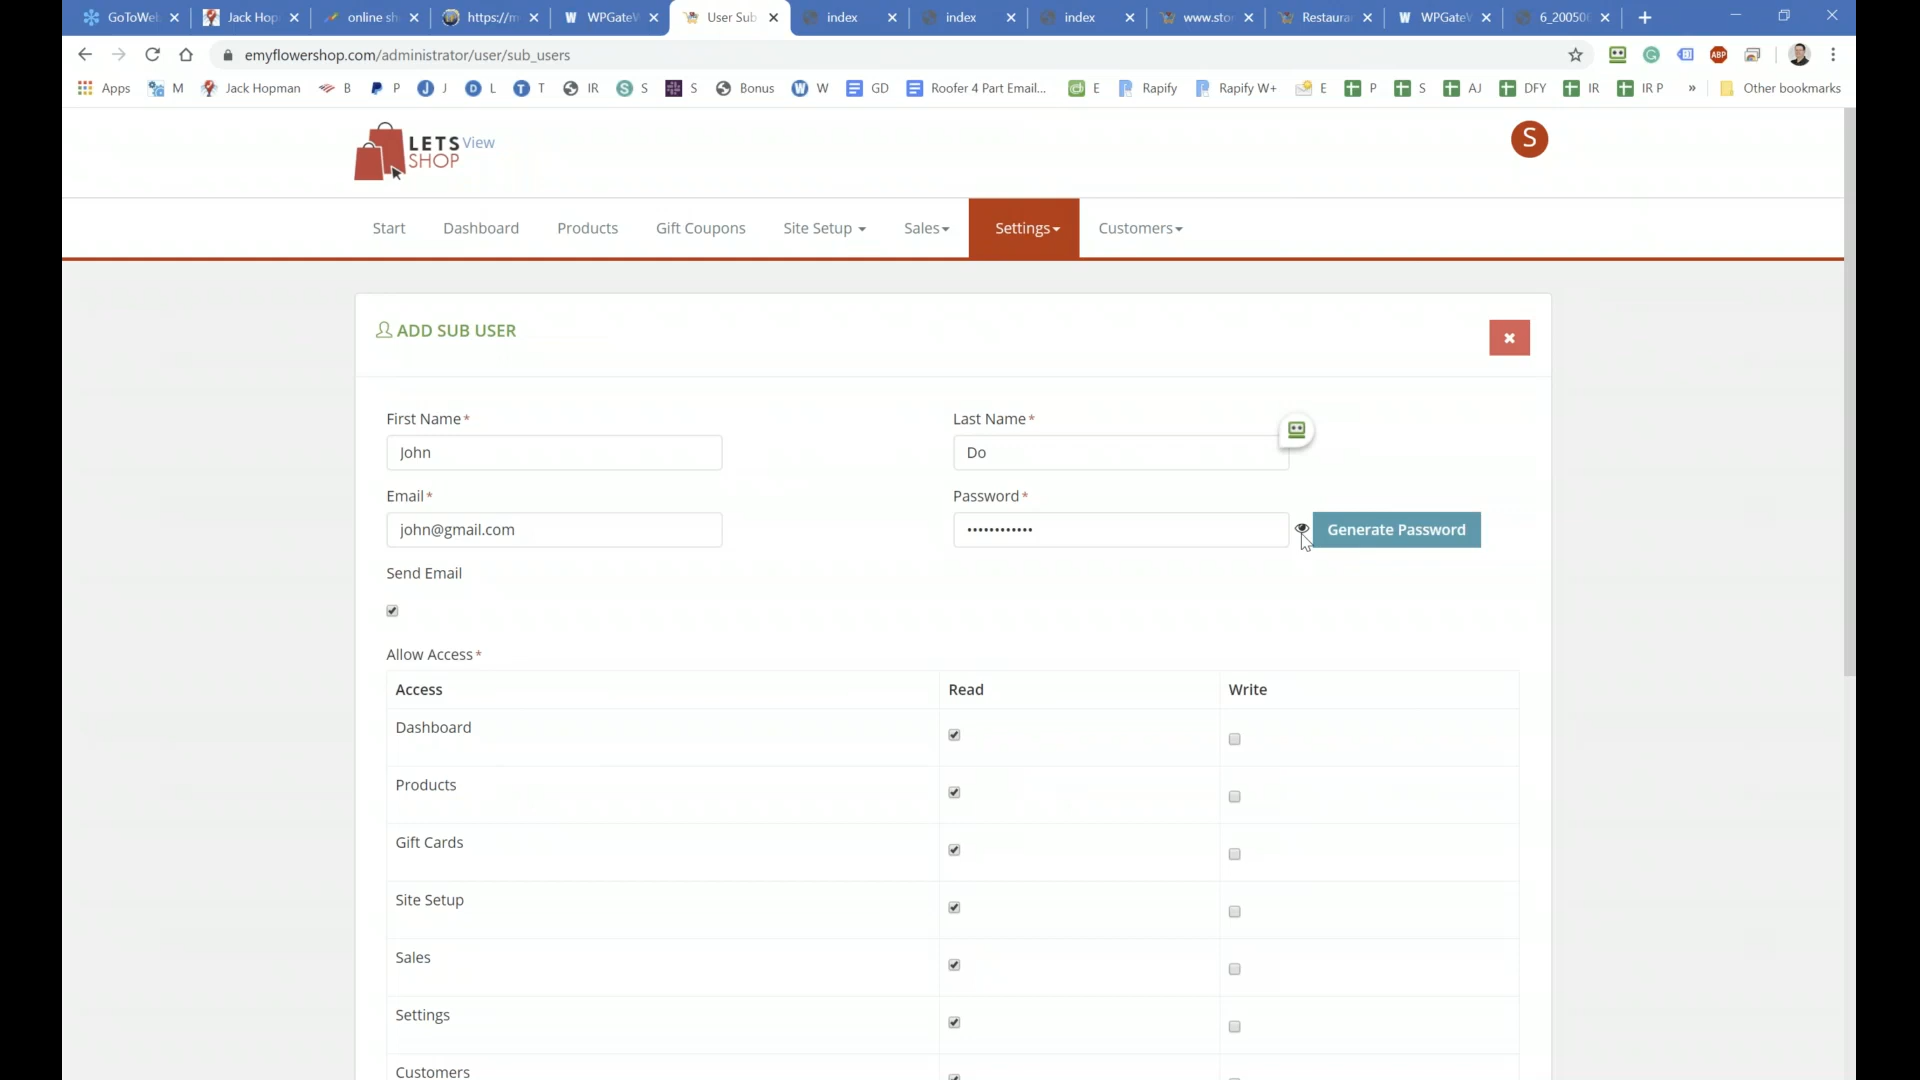 GoToWeb
Jack Hop
online sh
https://m
WPGateW
User Sub
index
index
index
www.sto
Restaura
WPGateW
6_20050
emyflowershop.com/administrator/user/sub_users
ABP
Apps
M
Jack Hopman
B
P
J
L
T
IR
S
S
Bonus
W
GD
Roofer 4 Part Email...
E
Rapify
Rapify W+
E
P
S
AJ
DFY
IR
IR P
»
Other bookmarks
LETS View
SHOP
S
Start
Dashboard
Products
Gift Coupons
Site Setup
Sales
Settings
Customers
ADD SUB USER
First Name*
Last Name*
John
Do
Email*
Password*
john@gmail.com
••••••••••••
Generate Password
Send Email
Allow Access*
Access
Read
Write
Dashboard
Products
Gift Cards
Site Setup
Sales
Settings
Customers